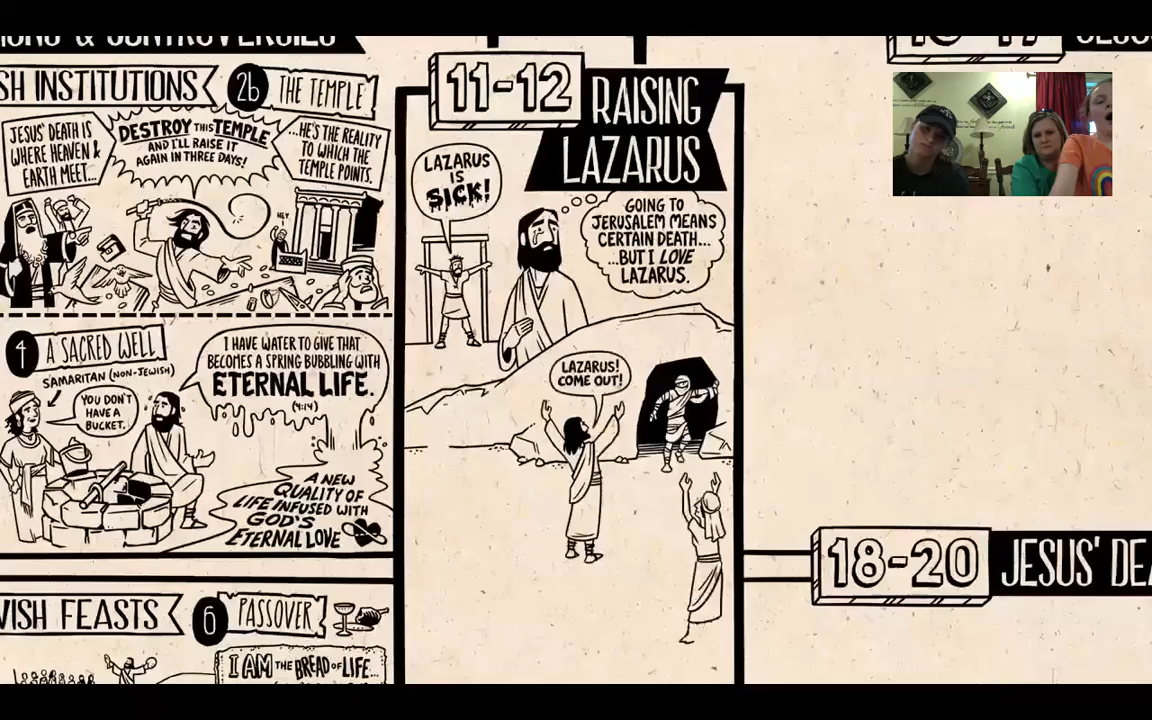 & CONTROVERSIES
SH INSTITUTIONS
2b
THE TEMPLE
JESUS' DEATH IS
WHERE HEAVEN &
EARTH MEET...
DESTROY THIS TEMPLE
AND I'LL RAISE IT
AGAIN IN THREE DAYS!
...HE'S THE REALITY
TO WHICH THE
TEMPLE POINTS.
HEY
4
A SACRED WELL
SAMARITAN (NON-JEWISH)
YOU DON'T
HAVE A
BUCKET.
I HAVE WATER TO GIVE THAT
BECOMES A SPRING BUBBLING WITH
ETERNAL LIFE.
(4:14)
A NEW
QUALITY OF
LIFE INFUSED WITH
GOD'S
ETERNAL LOVE
WISH FEASTS
6
PASSOVER
I AM THE BREAD OF LIFE...
11-12
RAISING
LAZARUS
LAZARUS
IS
SICK!
GOING TO
JERUSALEM MEANS
CERTAIN DEATH...
...BUT I LOVE
LAZARUS.
LAZARUS!
COME OUT!
18-20
JESUS' DEA